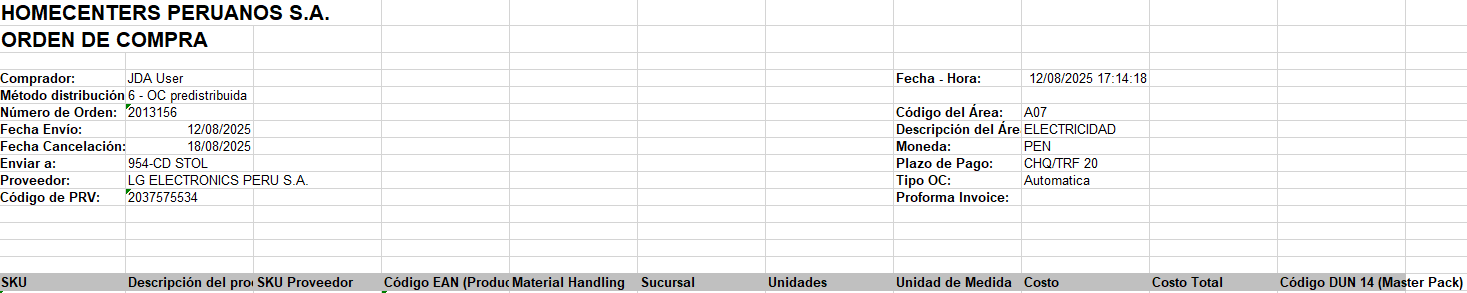 HOMECENTERS PERUANOS S.A.
ORDEN DE COMPRA
Comprador: JDA User Fecha - Hora: 12/08/2025 17:14:18
Método distribución 6 - OC predistribuida
Número de Orden: 2013156 Código del Área: A07
Fecha Envío: 12/08/2025 Descripción del Áre ELECTRICIDAD
Fecha Cancelación: 18/08/2025 Moneda: PEN
Enviar a: 954-CD STOL Plazo de Pago: CHQ/TRF 20
Proveedor: LG ELECTRONICS PERU S.A. Tipo OC: Automatica
Código de PRV: 2037575534 Proforma Invoice:
SKU Descripción del pro SKU Proveedor Código EAN (Produc Material Handling Sucursal Unidades Unidad de Medida Costo Costo Total Código DUN 14 (Master Pack)